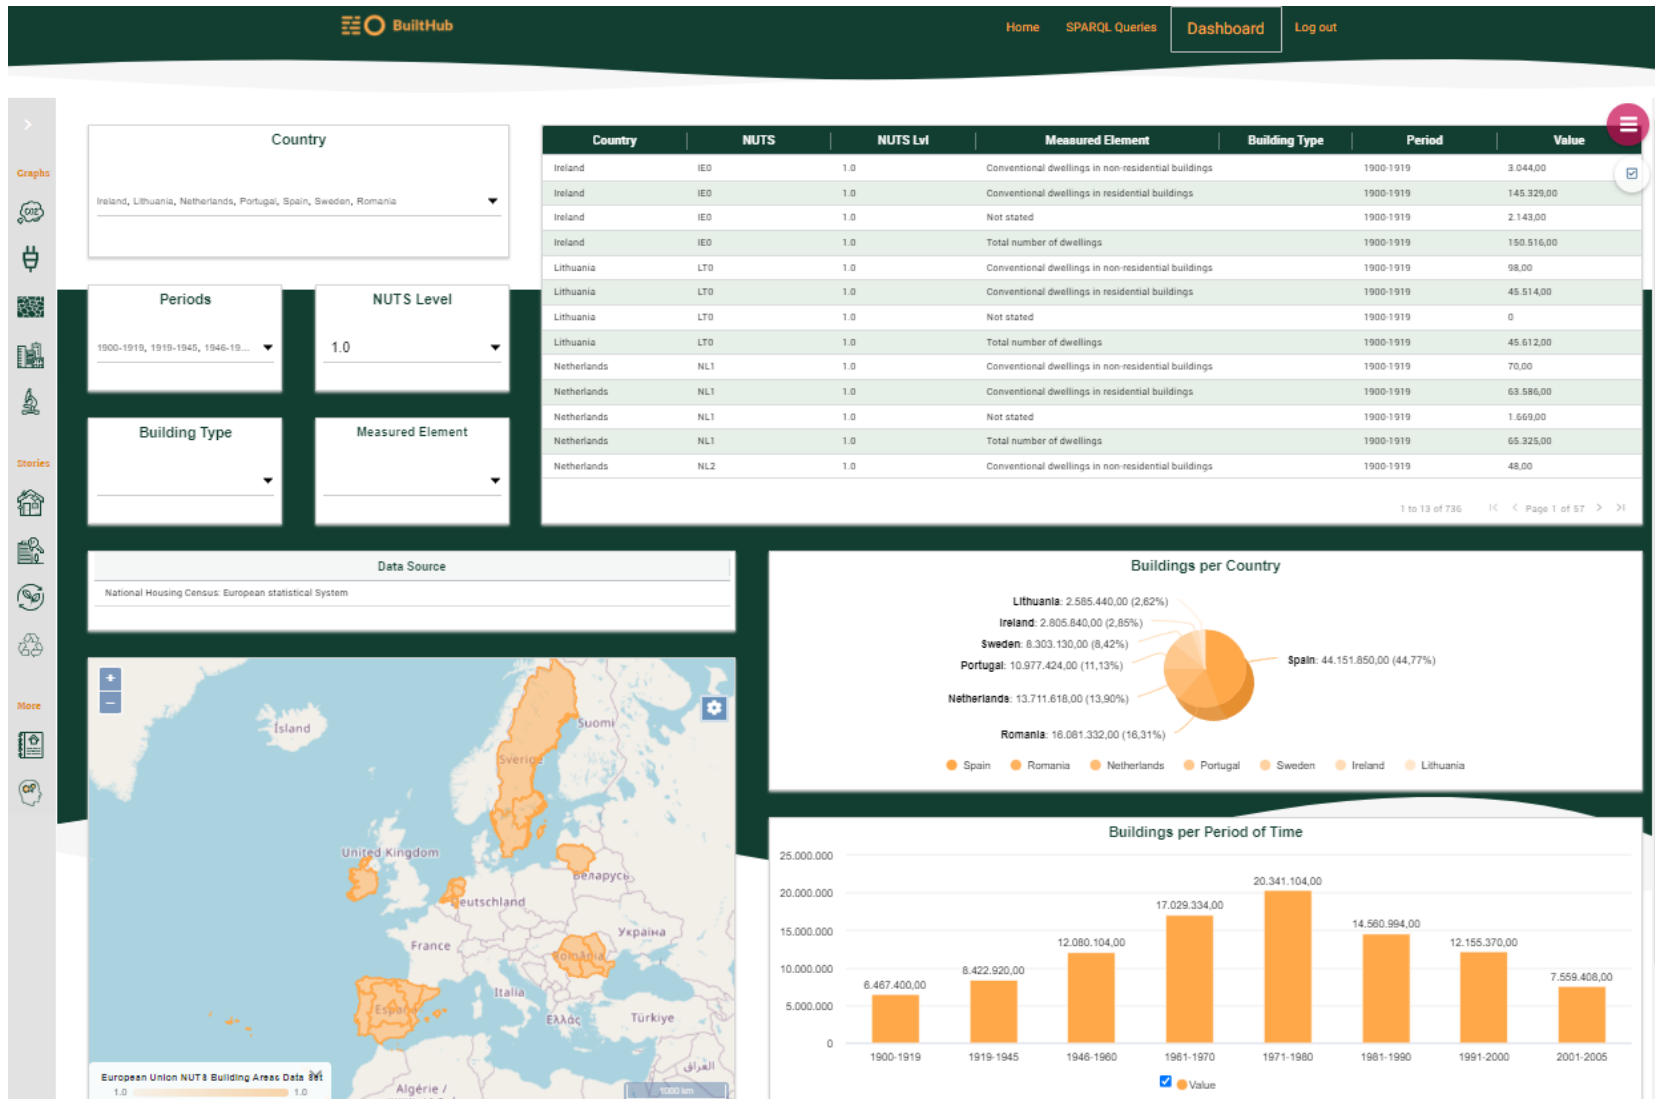 BuiltHub
Home SPARQL Queries Dashboard Log out
Graphs
Stories
More
Country
Ireland, Lithuania, Netherlands, Portugal, Spain, Sweden, Romania
Periods
1900-1919, 1919-1945, 1946-19...
NUTS Level
1.0
Building Type
Measured Element
Country NUTS NUTS Lvl Measured Element Building Type Period Value
Ireland IE0 1.0 Conventional dwellings in non-residential buildings 1900-1919 3.044,00
Ireland IE0 1.0 Conventional dwellings in residential buildings 1900-1919 145.329,00
Ireland IE0 1.0 Not stated 1900-1919 2.143,00
Ireland IE0 1.0 Total number of dwellings 1900-1919 150.516,00
Lithuania LT0 1.0 Conventional dwellings in non-residential buildings 1900-1919 98,00
Lithuania LT0 1.0 Conventional dwellings in residential buildings 1900-1919 45.514,00
Lithuania LT0 1.0 Not stated 1900-1919 0
Lithuania LT0 1.0 Total number of dwellings 1900-1919 45.612,00
Netherlands NL1 1.0 Conventional dwellings in non-residential buildings 1900-1919 70,00
Netherlands NL1 1.0 Conventional dwellings in residential buildings 1900-1919 63.586,00
Netherlands NL1 1.0 Not stated 1900-1919 1.669,00
Netherlands NL1 1.0 Total number of dwellings 1900-1919 65.325,00
Netherlands NL2 1.0 Conventional dwellings in non-residential buildings 1900-1919 48,00
1 to 13 of 736 Page 1 of 57
Data Source
National Housing Census: European statistical System
+
−
Ísland
Suomi
Sverige
United Kingdom
Беларусь
Deutschland
Україна
France
România
Italia
España
Ελλάς
Türkiye
العراق
Algérie /
European Union NUTS Building Areas Data Set
1.0 1.0
1000 km
Buildings per Country
Lithuania: 2.585.440,00 (2,62%)
Ireland: 2.805.840,00 (2,85%)
Sweden: 8.303.130,00 (8,42%)
Portugal: 10.977.424,00 (11,13%)
Spain: 44.151.850,00 (44,77%)
Netherlands: 13.711.618,00 (13,90%)
Romania: 16.081.332,00 (16,31%)
Spain Romania Netherlands Portugal Sweden Ireland Lithuania
Buildings per Period of Time
25.000.000
20.000.000
15.000.000
10.000.000
5.000.000
0
6.467.400,00
8.422.920,00
12.080.104,00
17.029.334,00
20.341.104,00
14.560.994,00
12.155.370,00
7.559.408,00
1900-1919 1919-1945 1946-1960 1961-1970 1971-1980 1981-1990 1991-2000 2001-2005
Value